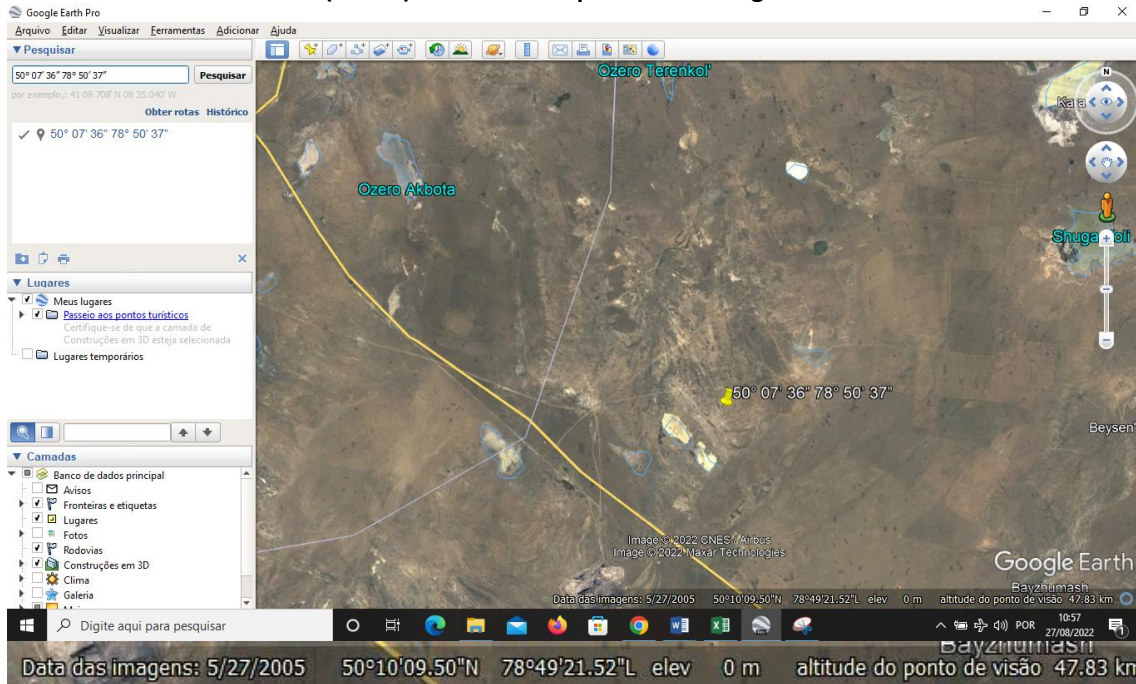 Google Earth Pro
Arquivo Editar Visualizar Ferramentas Adicionar Ajuda
Pesquisar
50° 07' 36" 78° 50' 37"
Pesquisar
por exemplo,: 41 09.708' N 08 35.040' W
Obter rotas Histórico
50° 07' 36" 78° 50' 37"
Lugares
Meus lugares
Passeio aos pontos turísticos
Certifique-se de que a camada de
Construções em 3D esteja selecionada
Lugares temporários
Camadas
Banco de dados principal
Avisos
Fronteiras e etiquetas
Lugares
Fotos
Rodovias
Construções em 3D
Clima
Galeria
Ozero Terenkol'
Kara
N
Ozero Akbota
50° 07' 36" 78° 50' 37"
Beysen'
Image © 2022 CNES / Airbus
Image © 2022 Maxar Technologies
Google Earth
Bayzhumash
Data das imagens: 5/27/2005 50°10'09.50"N 78°49'21.52"L elev 0 m altitude do ponto de visão 47.83 km
Digite aqui para pesquisar
POR
10:57
27/08/2022
1
Bayzhumash
Data das imagens: 5/27/2005 50°10'09.50"N 78°49'21.52"L elev 0 m altitude do ponto de visão 47.83 km